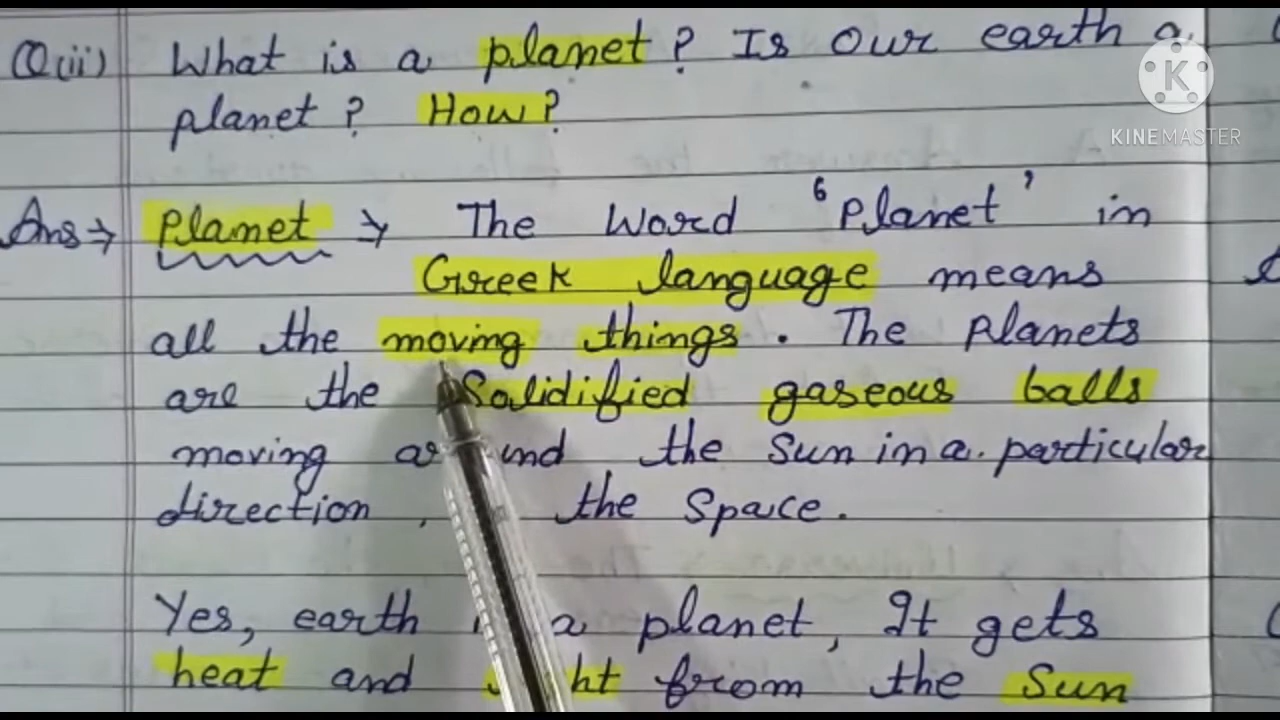 Q(ii) What is a planet? Is our earth a
planet? How?
KINEMASTER
Ans→ Planet → The word 'Planet' in
Greek language means
all the moving things. The Planets
are the Solidified gaseous balls
moving around the Sun in a particular
direction, the Space.
Yes, earth a planet, It gets
heat and light from the Sun